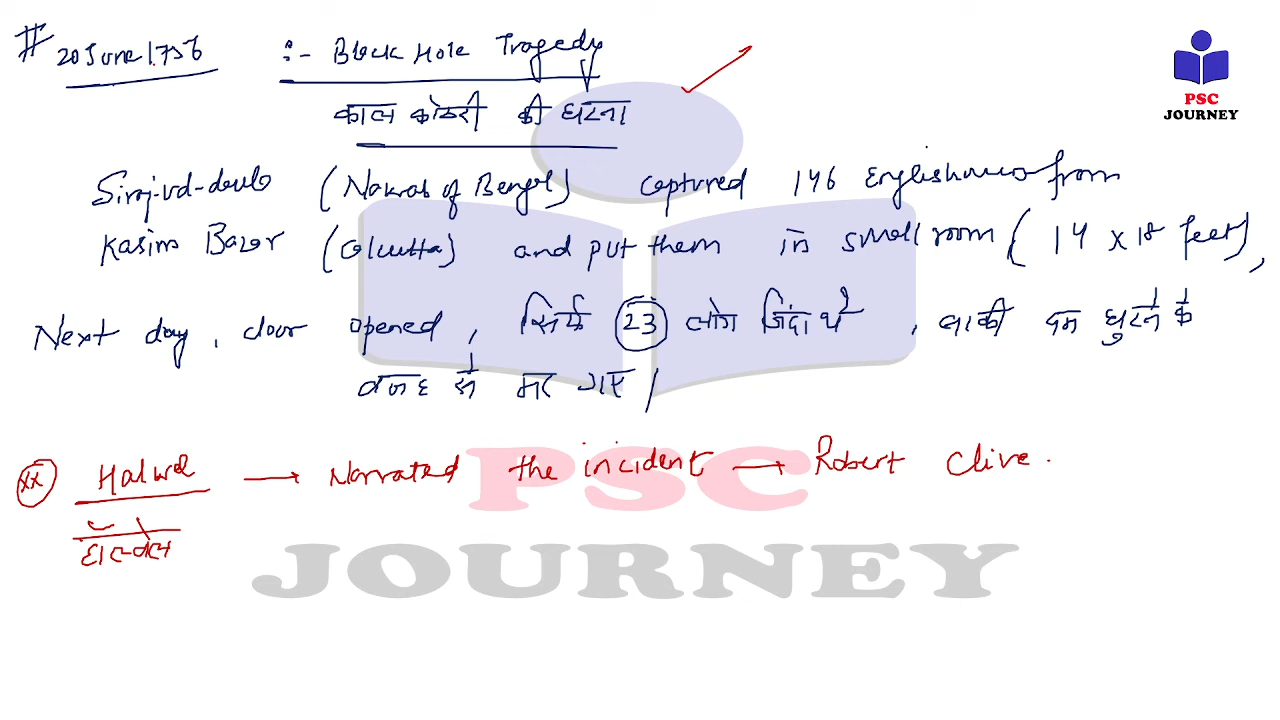 # 20 June 1756 :- Black Hole Tragedy
काल कोठरी की घटना
PSC
JOURNEY
Siraj-ud-daula (Nawab of Bengal) captured 146 Englishmen from
Kasim Bazar (Calcutta) and put them in small room (14 x 18 feet),
Next day, door opened, सिर्फ 23 लोग जिंदा थे, बाकी दम घुटने के
वजह से मर गए।
xx Halwel → Narrated the incident → Robert Clive.
हालवेल
PSC
JOURNEY